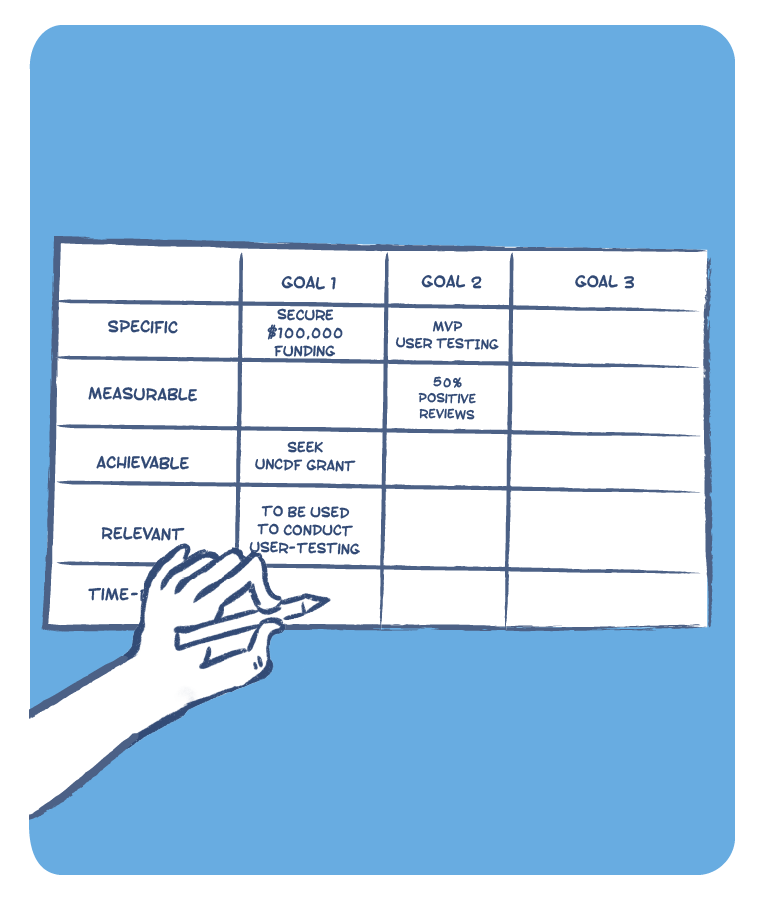 GOAL 1 GOAL 2 GOAL 3
SPECIFIC
SECURE
$100,000
FUNDING
MVP
USER TESTING
MEASURABLE
50%
POSITIVE
REVIEWS
ACHIEVABLE
SEEK
UNCDF GRANT
RELEVANT
TO BE USED
TO CONDUCT
USER-TESTING
TIME-